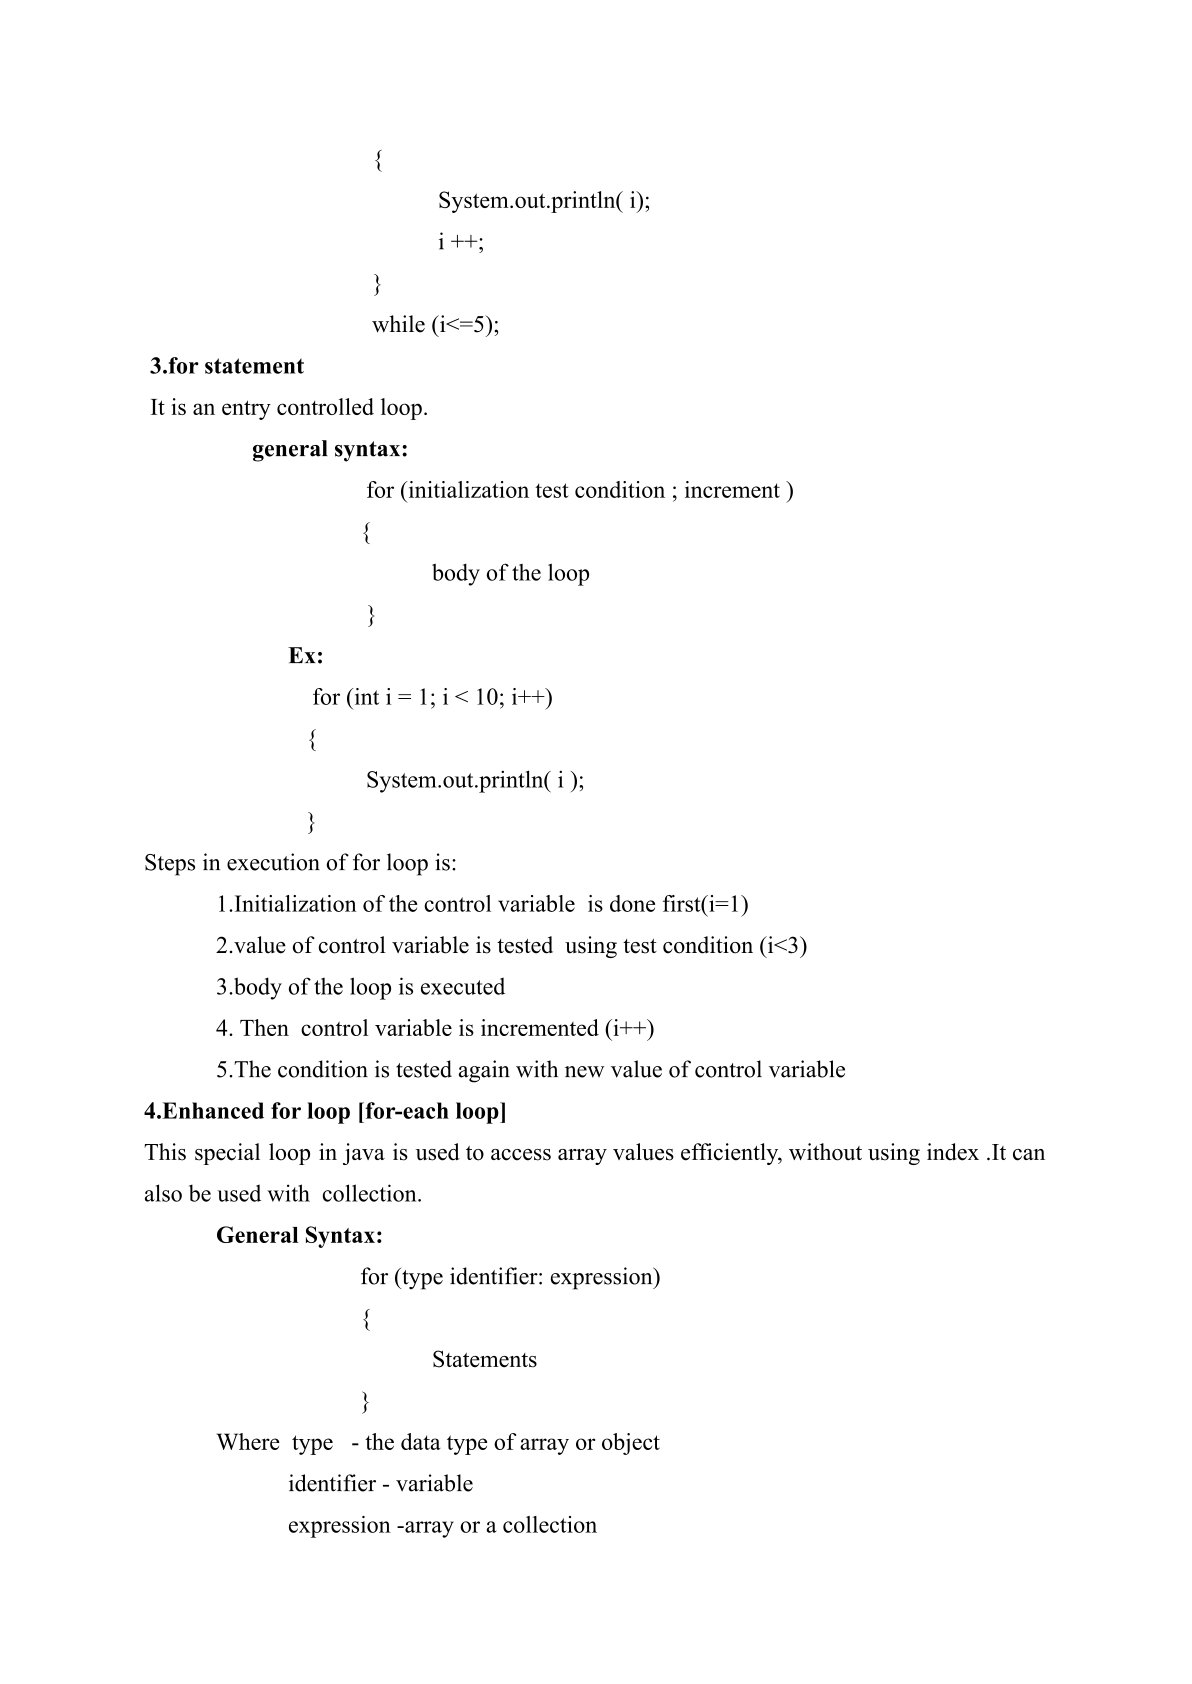 {
System.out.println( i);
i ++;
}
while (i<=5);
3.for statement
It is an entry controlled loop.
general syntax:
for (initialization test condition ; increment )
{
body of the loop
}
Ex:
for (int i = 1; i < 10; i++)
{
System.out.println( i );
}
Steps in execution of for loop is:
1.Initialization of the control variable  is done first(i=1)
2.value of control variable is tested  using test condition (i<3)
3.body of the loop is executed
4. Then  control variable is incremented (i++)
5.The condition is tested again with new value of control variable
4.Enhanced for loop [for-each loop]
This special loop in java is used to access array values efficiently, without using index .It can
also be used with  collection.
General Syntax:
for (type identifier: expression)
{
Statements
}
Where  type   - the data type of array or object
identifier - variable
expression -array or a collection